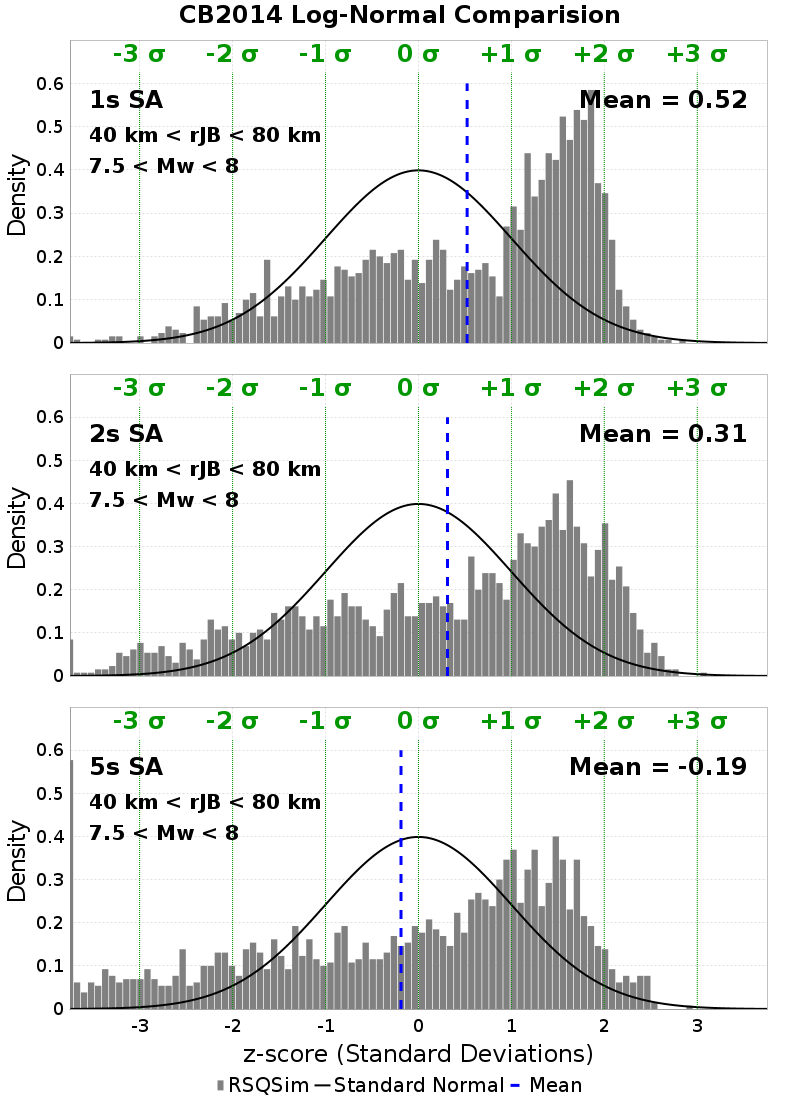 CB2014 Log-Normal Comparision
-3 σ -2 σ -1 σ 0 σ +1 σ +2 σ +3 σ
1s SA
Mean = 0.52
40 km < rJB < 80 km
7.5 < Mw < 8
0.6
0.5
0.4
0.3
0.2
0.1
0
Density
-3 σ -2 σ -1 σ 0 σ +1 σ +2 σ +3 σ
2s SA
Mean = 0.31
40 km < rJB < 80 km
7.5 < Mw < 8
0.6
0.5
0.4
0.3
0.2
0.1
0
Density
-3 σ -2 σ -1 σ 0 σ +1 σ +2 σ +3 σ
5s SA
Mean = -0.19
40 km < rJB < 80 km
7.5 < Mw < 8
0.6
0.5
0.4
0.3
0.2
0.1
0
Density
-3 -2 -1 0 1 2 3
z-score (Standard Deviations)
RSQSim Standard Normal Mean